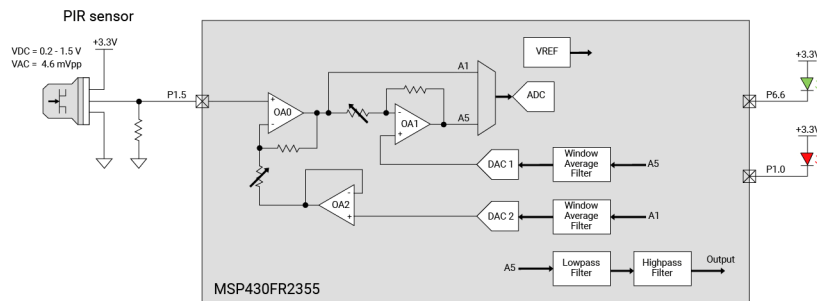 PIR sensor
VDC = 0.2 - 1.5 V
VAC = 4.6 mVpp
+3.3V
P1.5
+
-
OA0
A1
-
+
OA1
A5
VREF
ADC
+3.3V
P6.6
+3.3V
P1.0
DAC 1
Window
Average
Filter
A5
-
+
OA2
DAC 2
Window
Average
Filter
A1
A5
Lowpass
Filter
Highpass
Filter
Output
MSP430FR2355